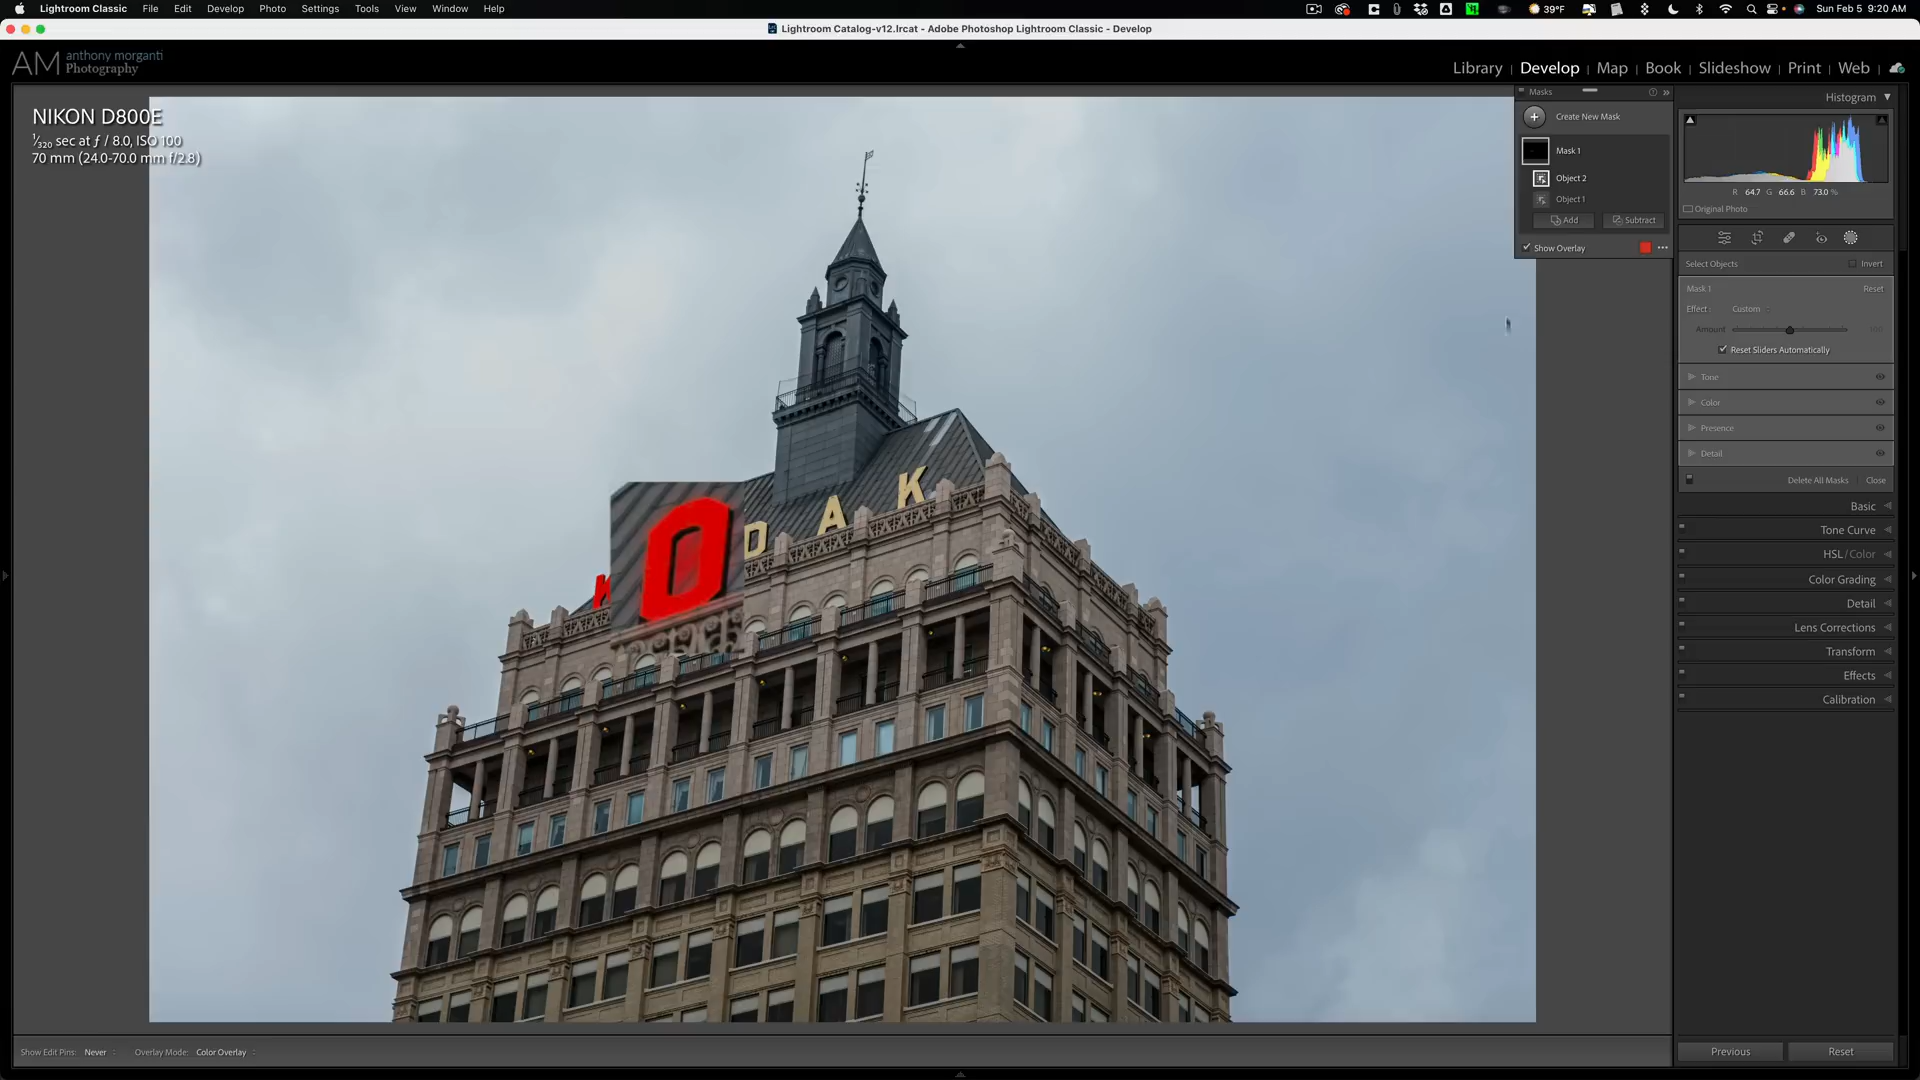 Lightroom Classic File Edit Develop Photo Settings Tools View Window Help 39°F Sun Feb 5 9:20 AM
Lightroom Catalog-v12.lrcat - Adobe Photoshop Lightroom Classic - Develop
AM anthony morganti Photography
Library | Develop | Map | Book | Slideshow | Print | Web
NIKON D800E
1/320 sec at ƒ / 8.0, ISO 100
70 mm (24.0-70.0 mm f/2.8)
K O D A K
Masks
Create New Mask
Mask 1
Object 2
Object 1
Add Subtract
Show Overlay
Histogram
R 64.7 G 66.6 B 73.0 %
Original Photo
Select Objects Invert
Mask 1 Reset
Effect : Custom
Amount 100
Reset Sliders Automatically
Tone
Color
Presence
Detail
Delete All Masks Close
Basic
Tone Curve
HSL / Color
Color Grading
Detail
Lens Corrections
Transform
Effects
Calibration
Show Edit Pins: Never Overlay Mode: Color Overlay
Previous Reset